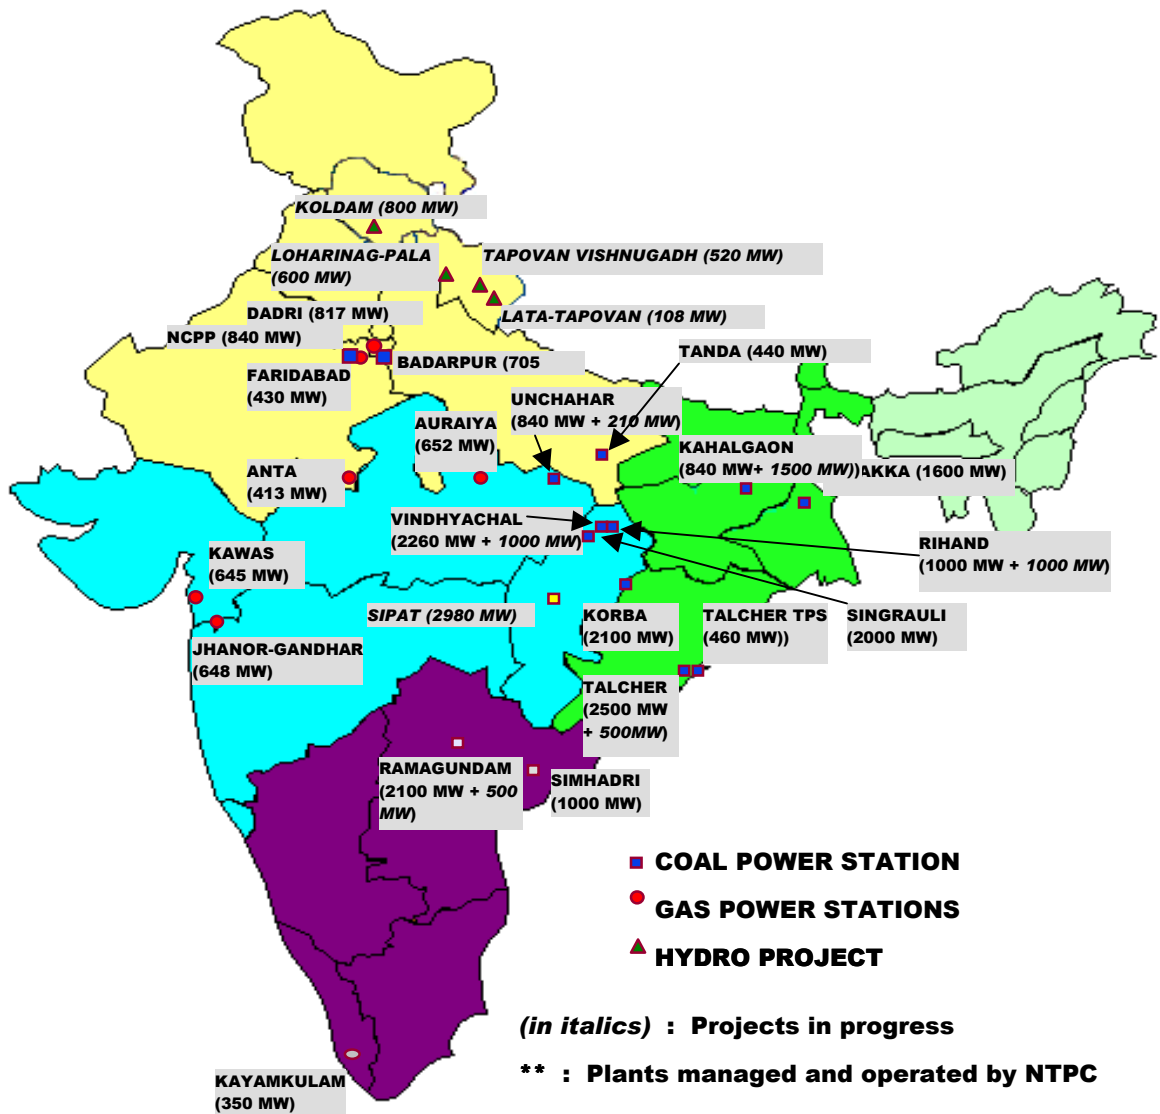 KOLDAM (800 MW)
LOHARINAG-PALA
(600 MW)
TAPOVAN VISHNUGADH (520 MW)
LATA-TAPOVAN (108 MW)
DADRI (817 MW)
NCPP (840 MW)
BADARPUR (705
TANDA (440 MW)
FARIDABAD
(430 MW)
UNCHAHAR
(840 MW + 210 MW)
AURAIYA
(652 MW)
KAHALGAON
(840 MW+ 1500 MW))
AKKA (1600 MW)
ANTA
(413 MW)
VINDHYACHAL
(2260 MW + 1000 MW)
RIHAND
(1000 MW + 1000 MW)
KAWAS
(645 MW)
SIPAT (2980 MW)
KORBA
(2100 MW)
TALCHER TPS
(460 MW))
SINGRAULI
(2000 MW)
JHANOR-GANDHAR
(648 MW)
TALCHER
(2500 MW
+ 500MW)
RAMAGUNDAM
(2100 MW + 500
MW)
SIMHADRI
(1000 MW)
COAL POWER STATION
GAS POWER STATIONS
HYDRO PROJECT
(in italics) : Projects in progress
** : Plants managed and operated by NTPC
KAYAMKULAM
(350 MW)